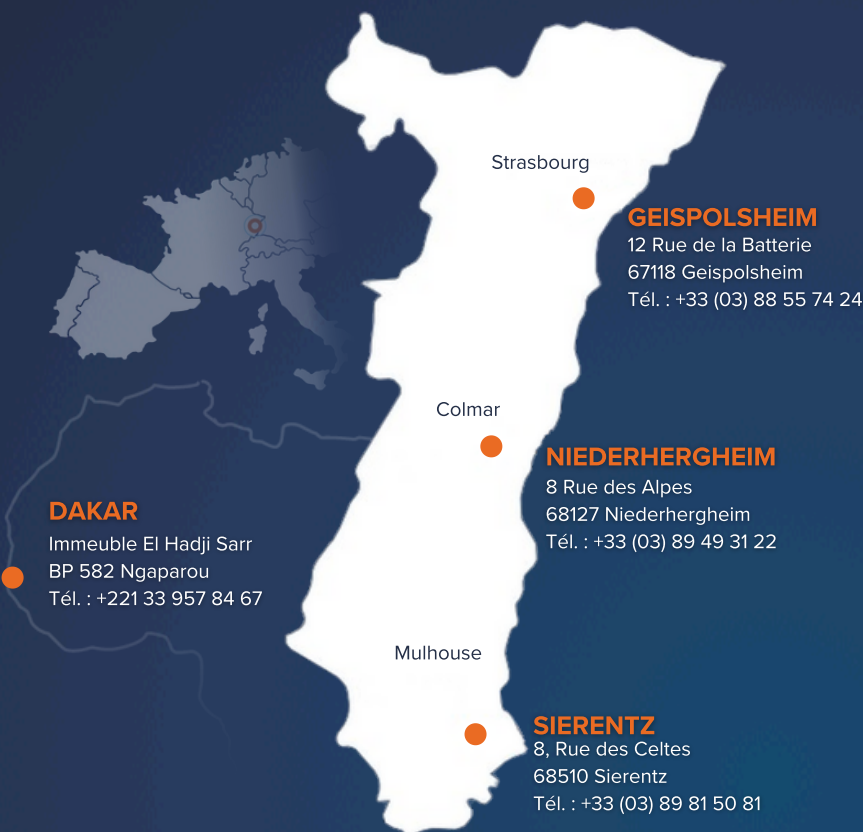 Strasbourg
GEISPOLSHEIM
12 Rue de la Batterie
67118 Geispolsheim
Tél. : +33 (03) 88 55 74 24
Colmar
NIEDERHERGHEIM
8 Rue des Alpes
68127 Niederhergheim
Tél. : +33 (03) 89 49 31 22
DAKAR
Immeuble El Hadji Sarr
BP 582 Ngaparou
Tél. : +221 33 957 84 67
Mulhouse
SIERENTZ
8, Rue des Celtes
68510 Sierentz
Tél. : +33 (03) 89 81 50 81